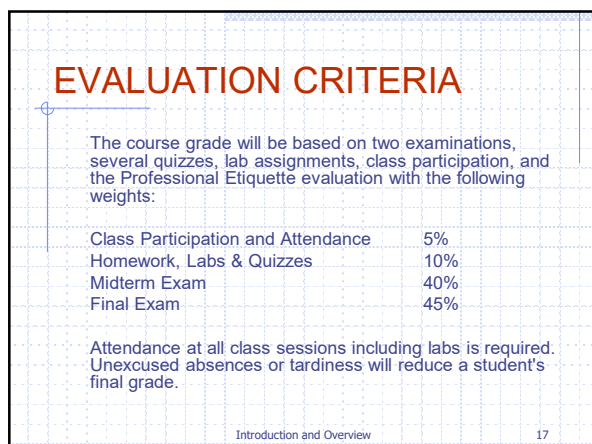 EVALUATION CRITERIA
The course grade will be based on two examinations,
several quizzes, lab assignments, class participation, and
the Professional Etiquette evaluation with the following
weights:
Class Participation and Attendance 5%
Homework, Labs & Quizzes 10%
Midterm Exam 40%
Final Exam 45%
Attendance at all class sessions including labs is required.
Unexcused absences or tardiness will reduce a student's
final grade.
Introduction and Overview 17